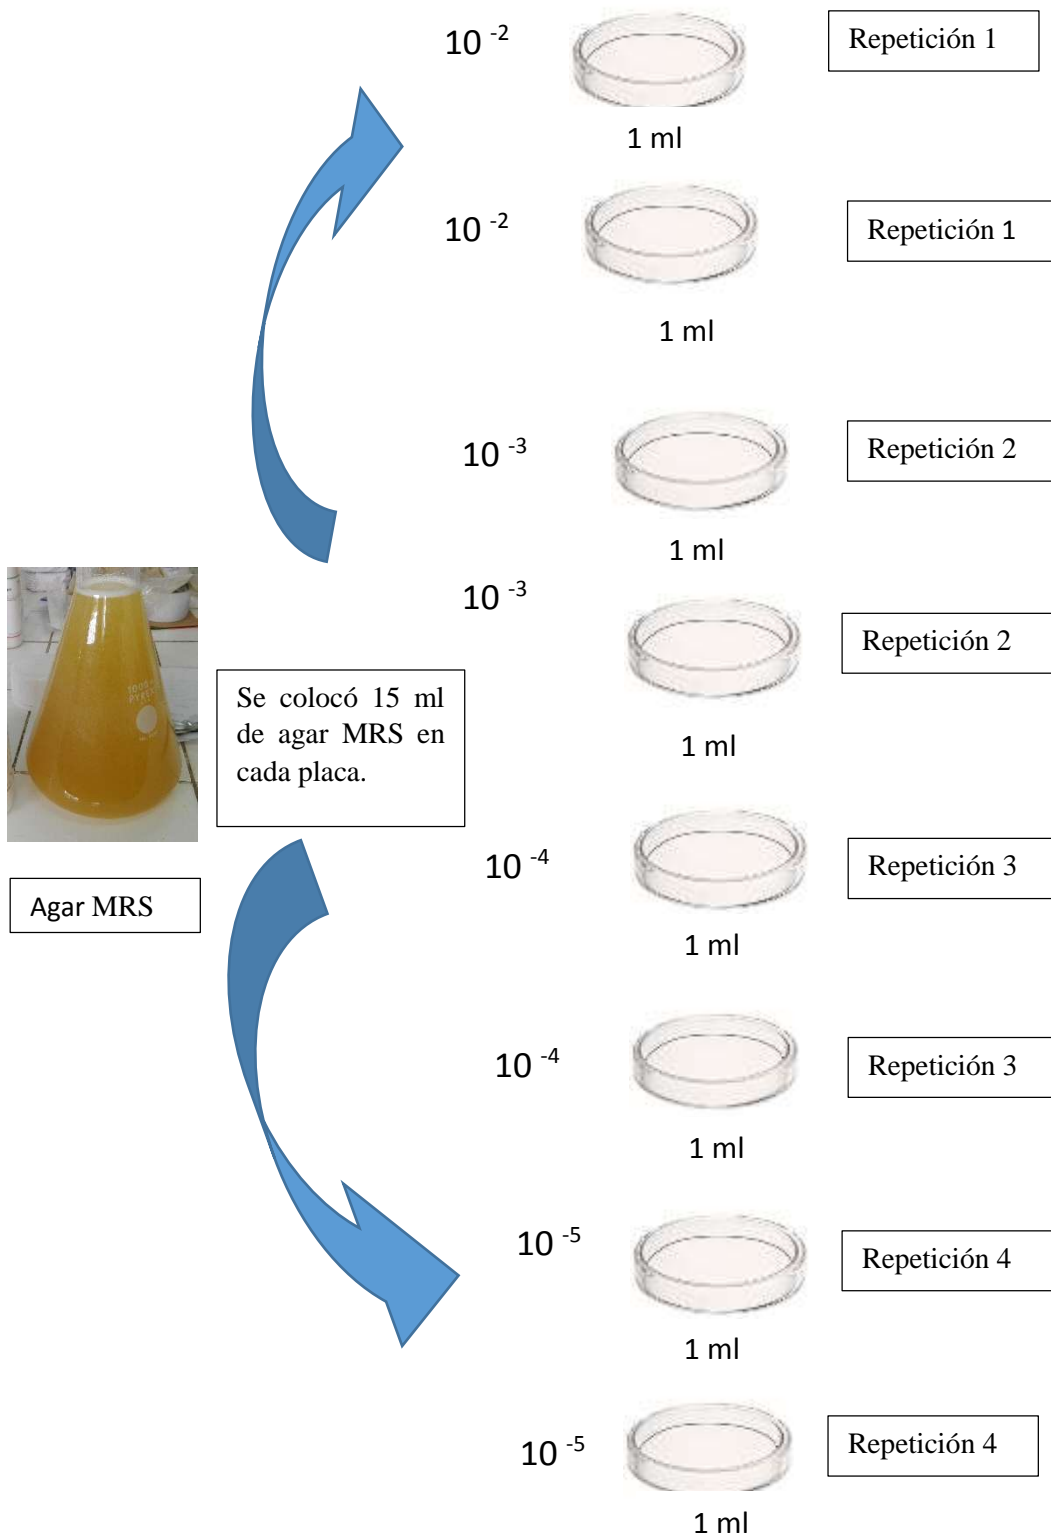 10 -2
Repetición 1
1 ml
10 -2
Repetición 1
1 ml
10 -3
Repetición 2
1 ml
10 -3
Repetición 2
1 ml
1000
PYREX
Se colocó 15 ml
de agar MRS en
cada placa.
10 -4
Repetición 3
Agar MRS
1 ml
10 -4
Repetición 3
1 ml
10 -5
Repetición 4
1 ml
10 -5
Repetición 4
1 ml